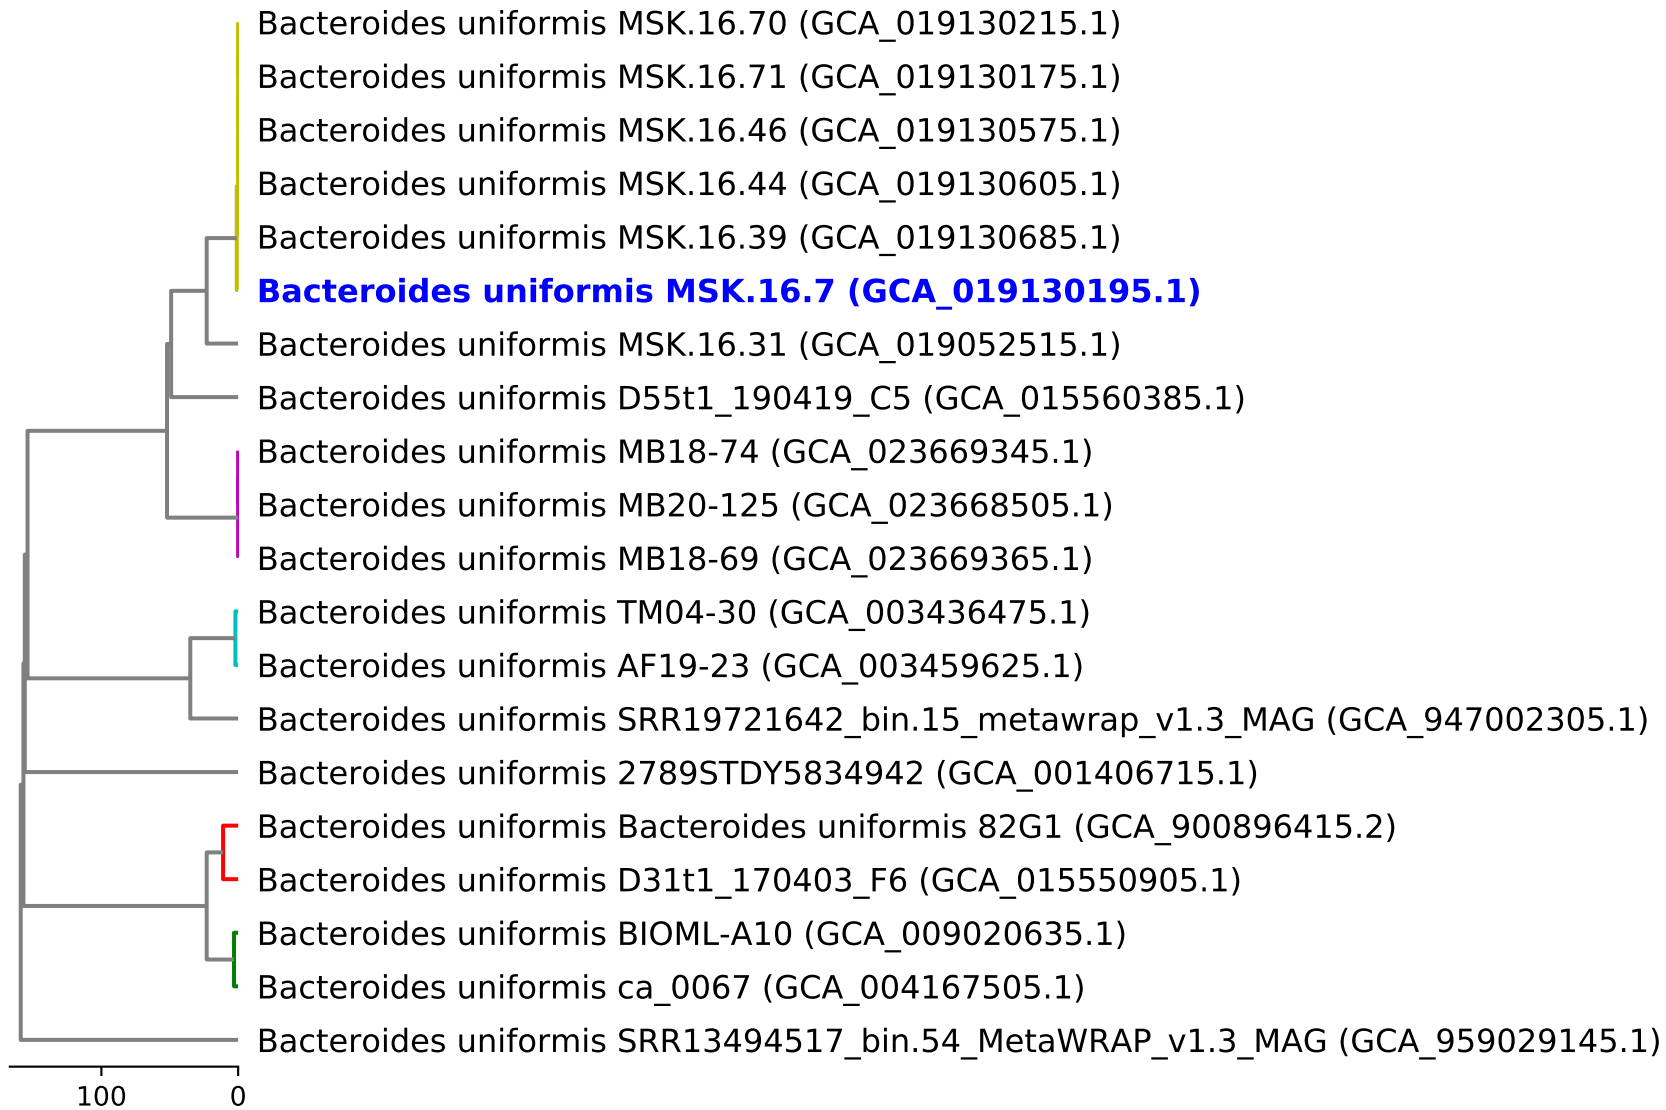 Bacteroides uniformis MSK.16.70 (GCA_019130215.1)
Bacteroides uniformis MSK.16.71 (GCA_019130175.1)
Bacteroides uniformis MSK.16.46 (GCA_019130575.1)
Bacteroides uniformis MSK.16.44 (GCA_019130605.1)
Bacteroides uniformis MSK.16.39 (GCA_019130685.1)
Bacteroides uniformis MSK.16.7 (GCA_019130195.1)
Bacteroides uniformis MSK.16.31 (GCA_019052515.1)
Bacteroides uniformis D55t1_190419_C5 (GCA_015560385.1)
Bacteroides uniformis MB18-74 (GCA_023669345.1)
Bacteroides uniformis MB20-125 (GCA_023668505.1)
Bacteroides uniformis MB18-69 (GCA_023669365.1)
Bacteroides uniformis TM04-30 (GCA_003436475.1)
Bacteroides uniformis AF19-23 (GCA_003459625.1)
Bacteroides uniformis SRR19721642_bin.15_metawrap_v1.3_MAG (GCA_947002305.1)
Bacteroides uniformis 2789STDY5834942 (GCA_001406715.1)
Bacteroides uniformis Bacteroides uniformis 82G1 (GCA_900896415.2)
Bacteroides uniformis D31t1_170403_F6 (GCA_015550905.1)
Bacteroides uniformis BIOML-A10 (GCA_009020635.1)
Bacteroides uniformis ca_0067 (GCA_004167505.1)
Bacteroides uniformis SRR13494517_bin.54_MetaWRAP_v1.3_MAG (GCA_959029145.1)
100 0